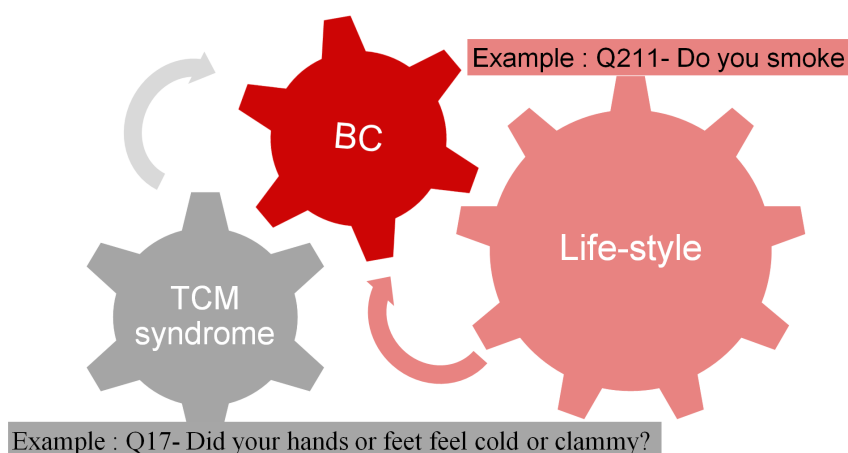 Example : Q211- Do you smoke
BC
Life-style
TCM
syndrome
Example : Q17- Did your hands or feet feel cold or clammy?